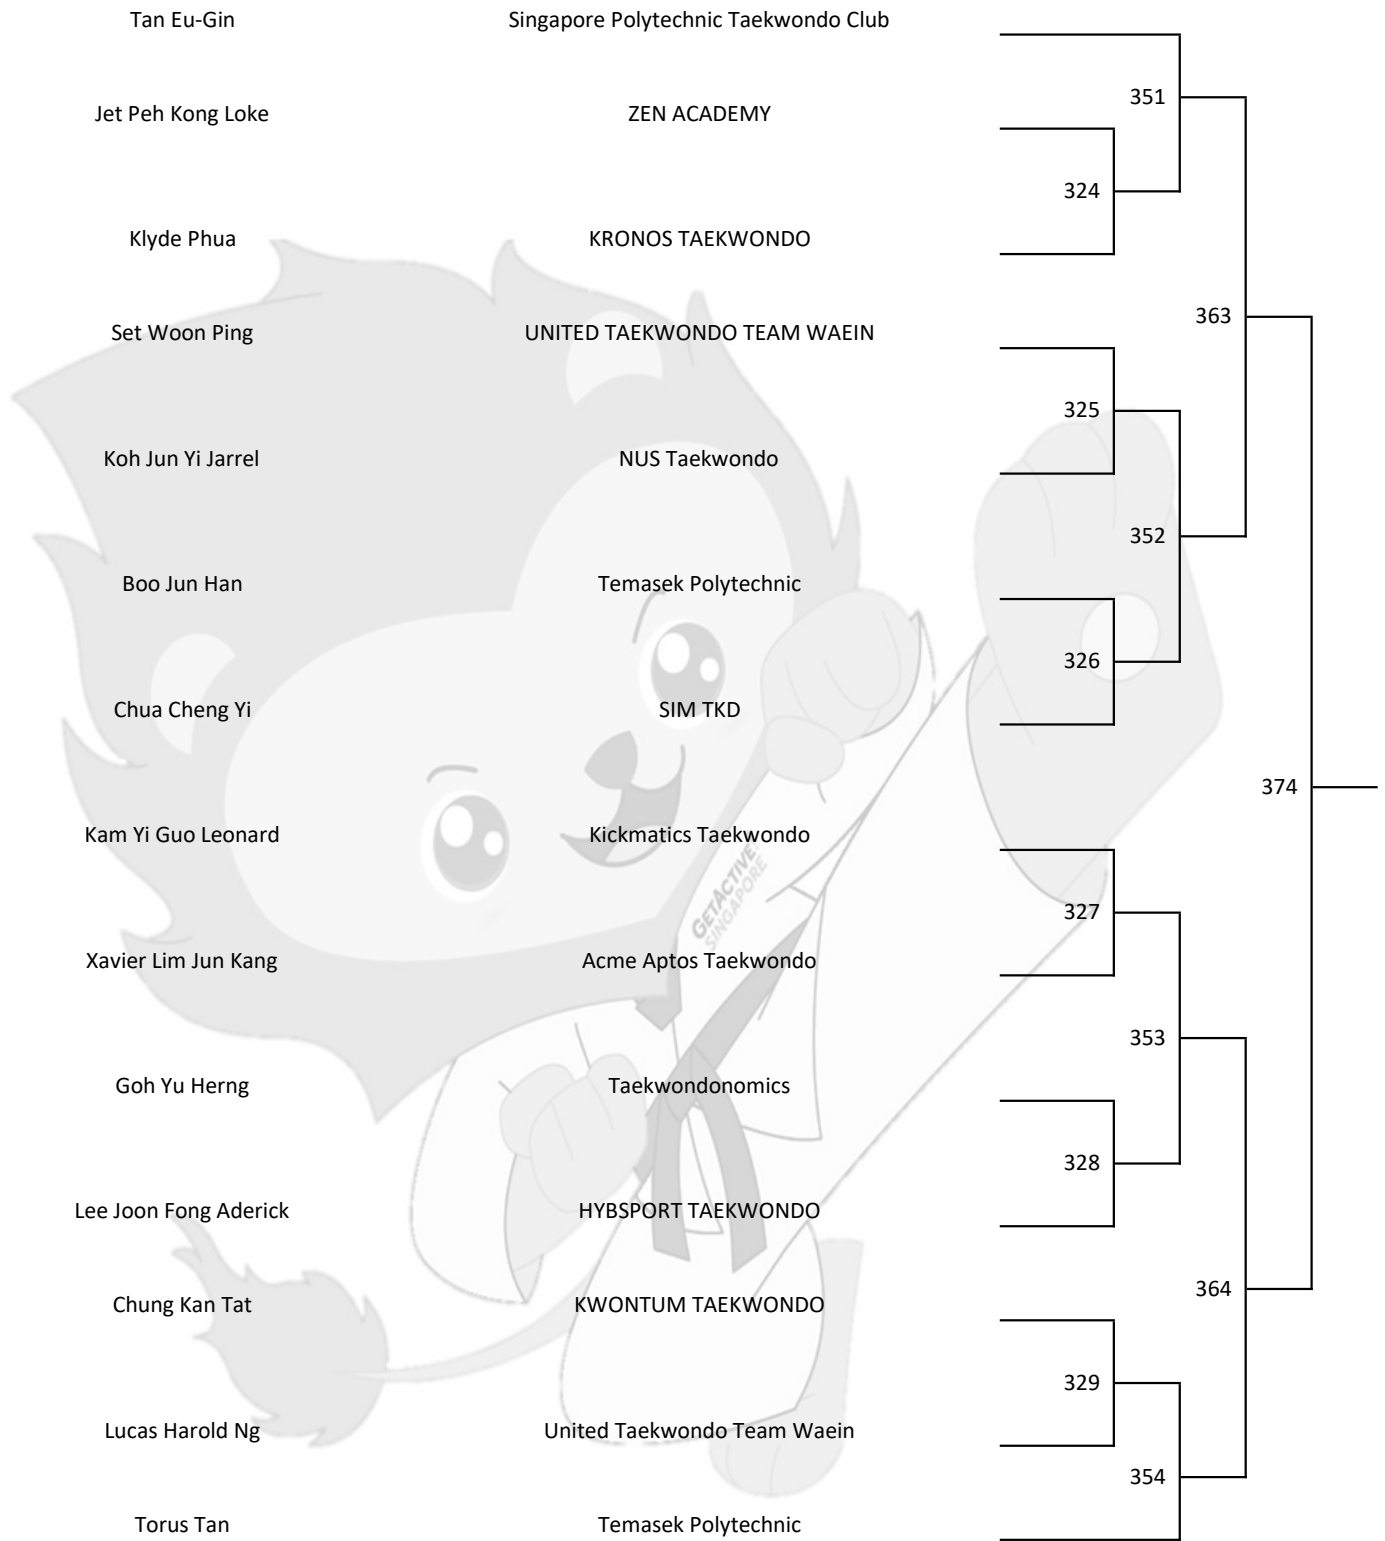 Tan Eu-Gin Singapore Polytechnic Taekwondo Club
351
Jet Peh Kong Loke ZEN ACADEMY
324
Klyde Phua KRONOS TAEKWONDO
363
Set Woon Ping UNITED TAEKWONDO TEAM WAEIN
325
Koh Jun Yi Jarrel NUS Taekwondo
352
Boo Jun Han Temasek Polytechnic
326
Chua Cheng Yi SIM TKD
374
Kam Yi Guo Leonard Kickmatics Taekwondo
GETACTIVE!
SINGAPORE
327
Xavier Lim Jun Kang Acme Aptos Taekwondo
353
Goh Yu Herng Taekwondonomics
328
Lee Joon Fong Aderick HYBSPORT TAEKWONDO
364
Chung Kan Tat KWONTUM TAEKWONDO
329
Lucas Harold Ng United Taekwondo Team Waein
354
Torus Tan Temasek Polytechnic